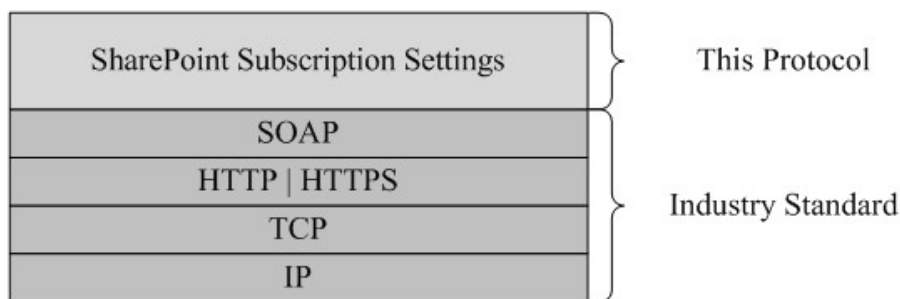 SharePoint Subscription Settings
This Protocol
SOAP
HTTP | HTTPS
TCP
IP
Industry Standard